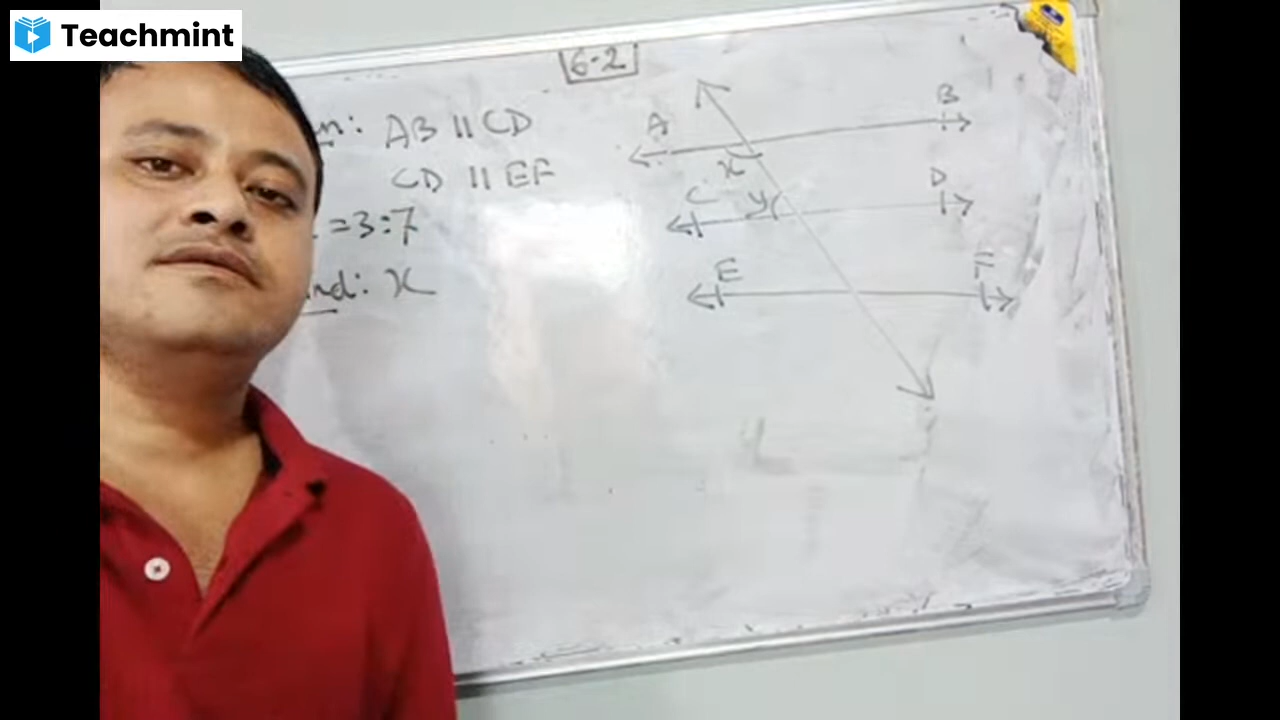 Teachmint
6.2
AB || CD
CD || EF
=3:7
x
A
B
x
C
y
D
E
F